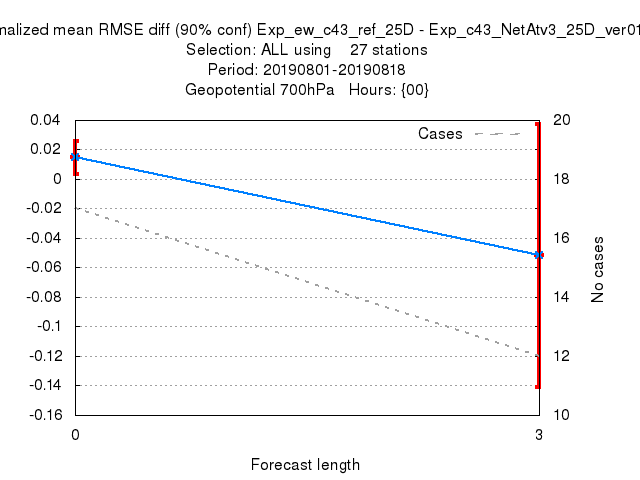 malized mean RMSE diff (90% conf) Exp_ew_c43_ref_25D - Exp_c43_NetAtv3_25D_ver01
Selection: ALL using    27 stations
Period: 20190801-20190818
Geopotential 700hPa   Hours: {00}
0.04
0.02
0
-0.02
-0.04
-0.06
-0.08
-0.1
-0.12
-0.14
-0.16
Cases
20
18
16
14
12
10
No cases
0
3
Forecast length